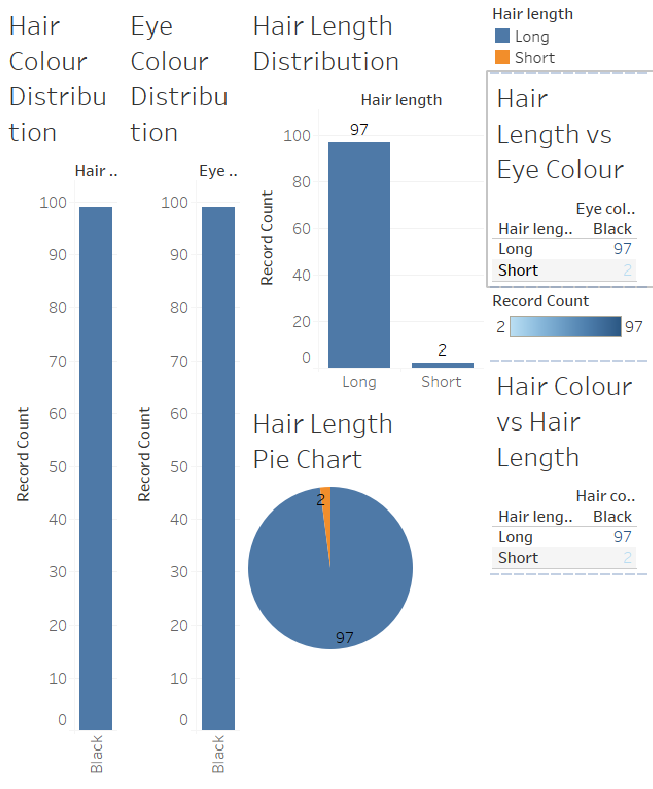 Hair
Colour
Distribu
tion
Hair ..
100
90
80
70
60
50
40
30
20
10
0
Record Count
Black
Eye
Colour
Distribu
tion
Eye ..
100
90
80
70
60
50
40
30
20
10
0
Record Count
Black
Hair Length
Distribution
Hair length
97
2
100
80
60
40
20
0
Record Count
Long Short
Hair Length
Pie Chart
2
97
Hair length
Long
Short
Hair
Length vs
Eye Colour
Eye col..
Hair leng.. Black
Long 97
Short 2
Record Count
2 97
Hair Colour
vs Hair
Length
Hair co..
Hair leng.. Black
Long 97
Short 2